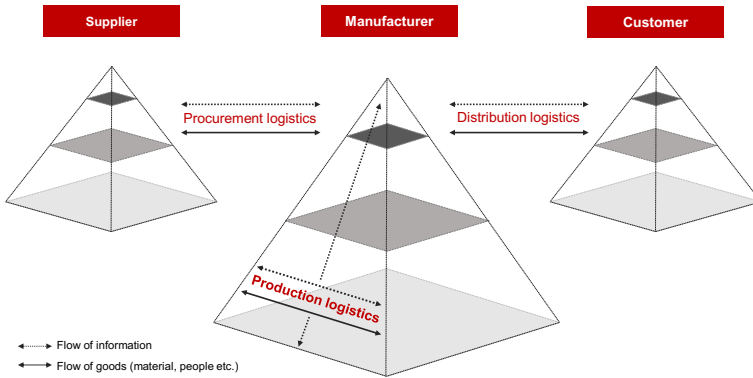 Supplier
Manufacturer
Customer
Procurement logistics
Distribution logistics
Production logistics
Flow of information
Flow of goods (material, people etc.)